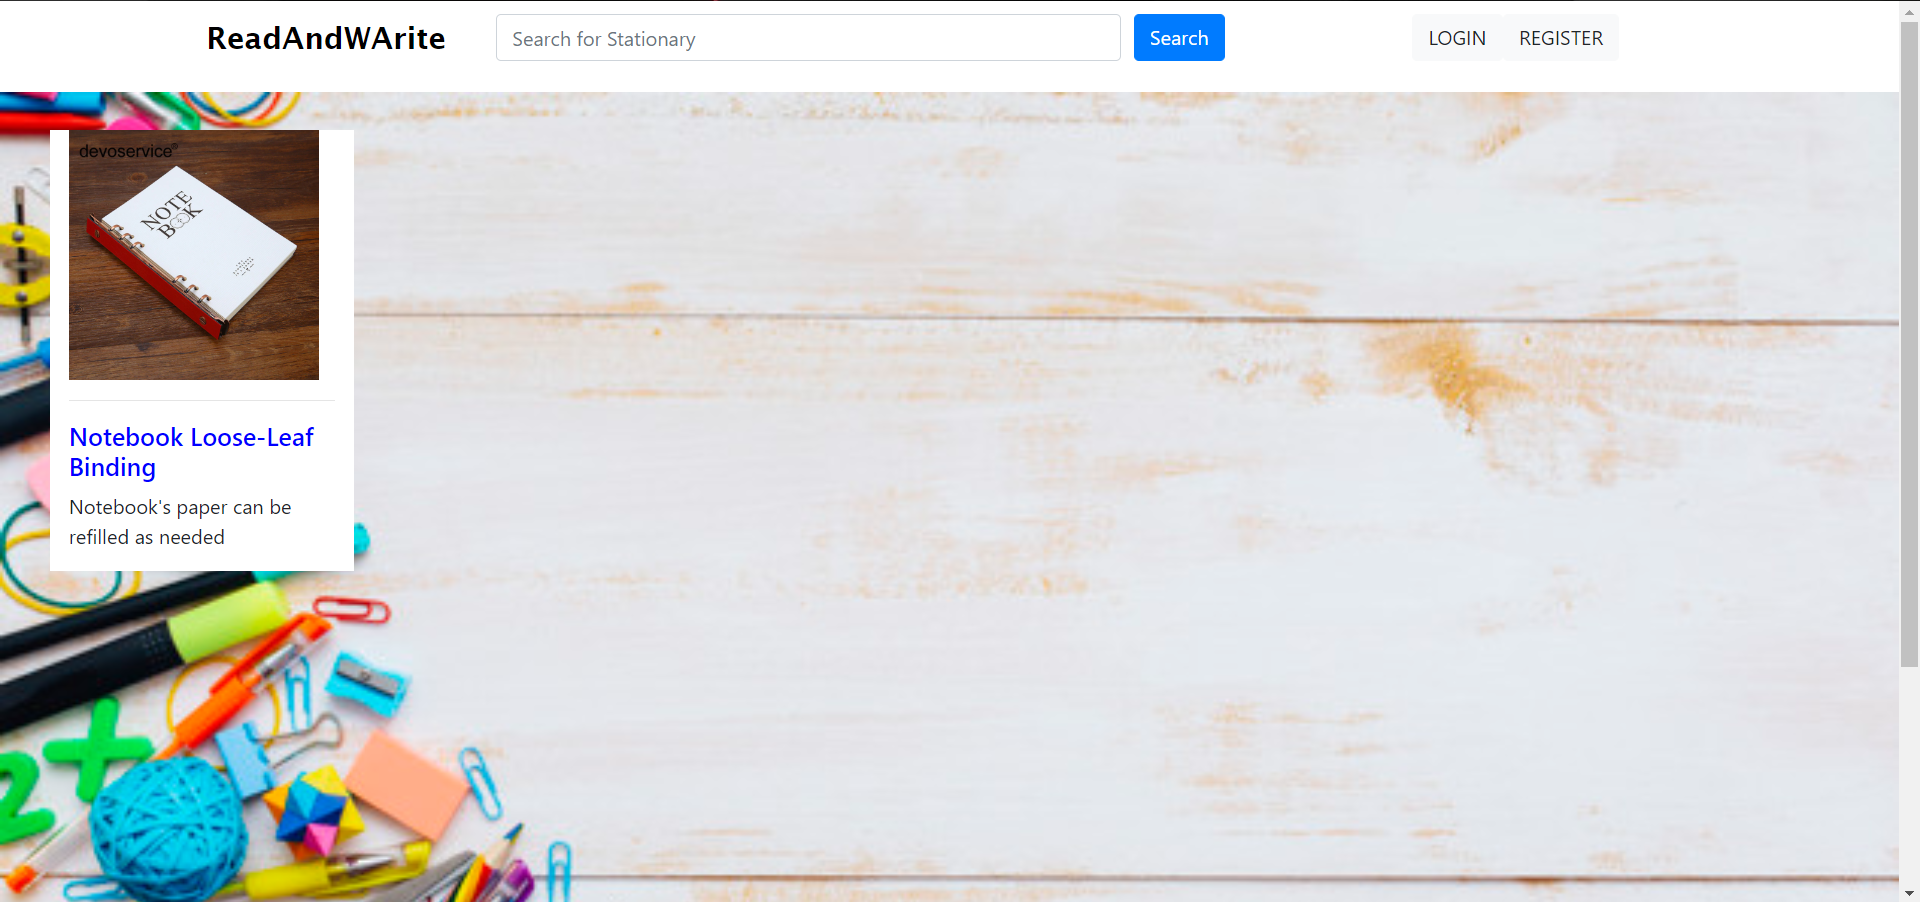 ReadAndWArite
Search for Stationary
Search
LOGIN
REGISTER
devoservice®
NOTE
BOOK
Notebook Loose-Leaf
Binding
Notebook's paper can be
refilled as needed